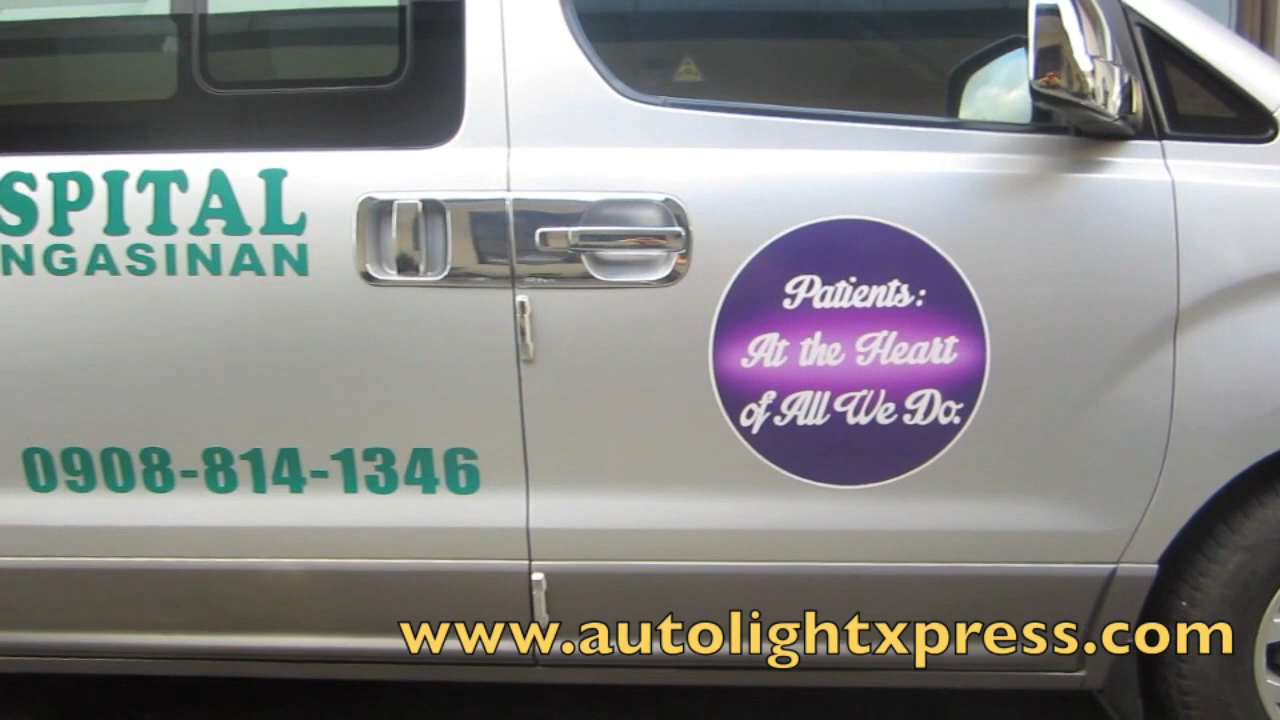 SPITAL
NGASINAN
Patients:
At the Heart
of All We Do.
0908-814-1346
www.autolightxpress.com